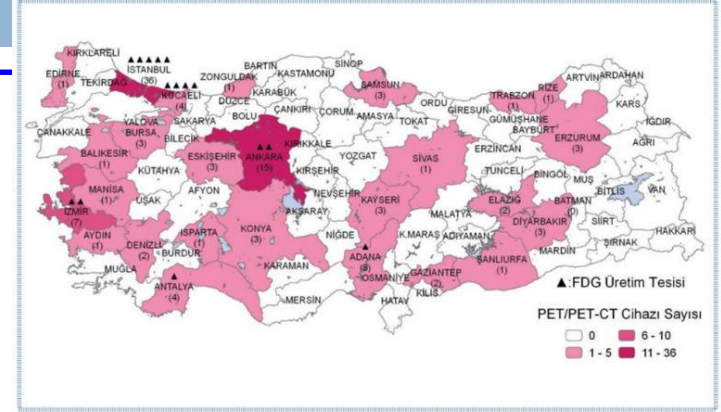 KIRKLARELİ
EDİRNE
(1)
TEKİRDAĞ
İSTANBUL
(36)
KOCAELİ
(4)
ZONGULDAK
(1)
BARTIN
KASTAMONU
SİNOP
KARABÜK
DÜZCE
BOLU
ÇANKIRI
SAMSUN
(3)
ORDU
GİRESUN
TRABZON
(1)
RİZE
(1)
ARTVİN
ARDAHAN
KARS
IĞDIR
AĞRI
GÜMÜŞHANE
BAYBURT
ERZURUM
(3)
ERZİNCAN
ÇORUM
AMASYA
TOKAT
ÇANAKKALE
YALOVA
BURSA
(3)
SAKARYA
BİLECİK
BALIKESİR
(1)
KÜTAHYA
ESKİŞEHİR
(3)
ANKARA
(15)
KIRIKKALE
YOZGAT
SİVAS
(1)
KIRŞEHİR
NEVŞEHİR
KAYSERİ
(3)
TUNCELİ
BİNGÖL
MUŞ
BİTLİS
VAN
ELAZIĞ
(2)
BATMAN
DİYARBAKIR
(3)
SİİRT
ŞIRNAK
HAKKARİ
MARDİN
MANİSA
(1)
UŞAK
AFYON
İZMİR
(7)
AYDIN
(1)
DENİZLİ
(2)
ISPARTA
(1)
BURDUR
MUĞLA
ANTALYA
(4)
KONYA
(3)
AKSARAY
NİĞDE
KARAMAN
MERSİN
ADANA
OSMANİYE
HATAY
KİLİS
GAZİANTEP
(2)
K.MARAŞ
MALATYA
ADIYAMAN
ŞANLIURFA
(1)
▲:FDG Üretim Tesisi
PET/PET-CT Cihazı Sayısı
0
6 - 10
1 - 5
11 - 36